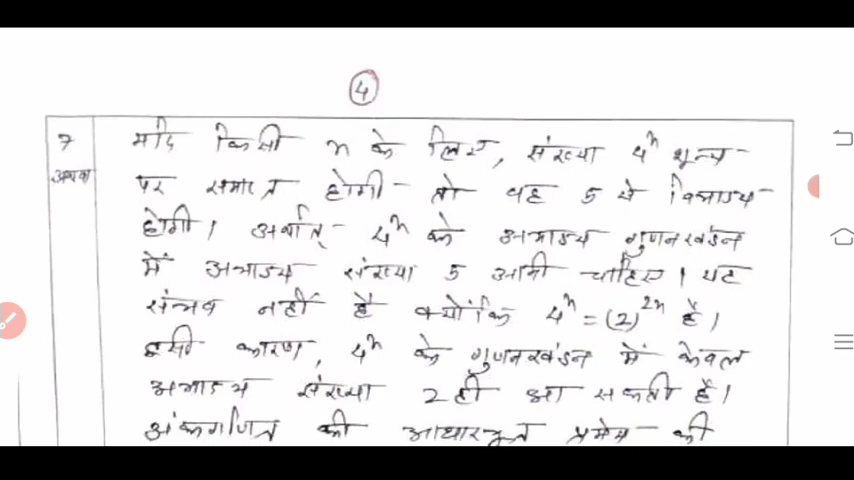 4
7 यदि किसी n के लिए, संख्या 4ⁿ शून्य
अथवा पर समाप्त होगी तो वह 5 से विभाज्य
होगी। अर्थात् 4ⁿ के अभाज्य गुणनखंडन
में अभाज्य संख्या 5 आनी चाहिए। यह
संभव नहीं है क्योंकि 4ⁿ = (2)²ⁿ है।
इसी कारण, 4ⁿ के गुणनखंडन में केवल
अभाज्य संख्या 2 ही आ सकती है।
अंकगणित की आधारभूत प्रमेय की